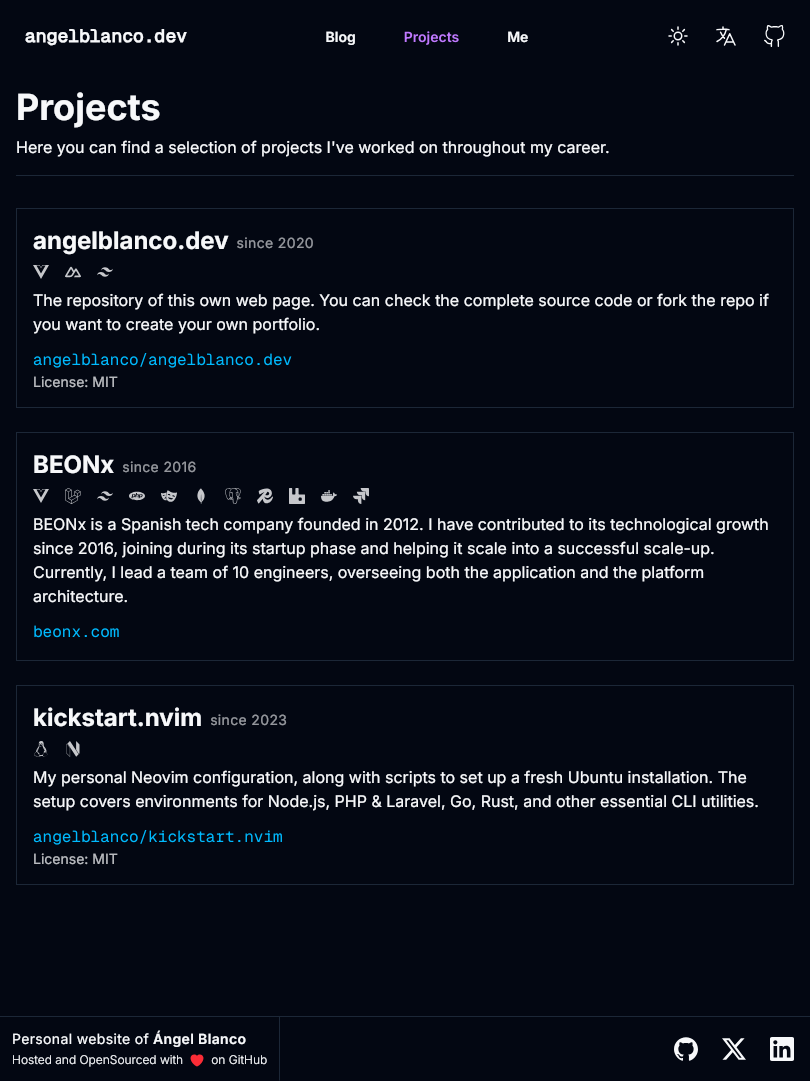 angelblanco.dev
Blog
Projects
Me
Projects
Here you can find a selection of projects I've worked on throughout my career.
angelblanco.dev since 2020
The repository of this own web page. You can check the complete source code or fork the repo if
you want to create your own portfolio.
angelblanco/angelblanco.dev
License: MIT
BEONx since 2016
php
BEONx is a Spanish tech company founded in 2012. I have contributed to its technological growth
since 2016, joining during its startup phase and helping it scale into a successful scale-up.
Currently, I lead a team of 10 engineers, overseeing both the application and the platform
architecture.
beonx.com
kickstart.nvim since 2023
My personal Neovim configuration, along with scripts to set up a fresh Ubuntu installation. The
setup covers environments for Node.js, PHP & Laravel, Go, Rust, and other essential CLI utilities.
angelblanco/kickstart.nvim
License: MIT
Personal website of Ángel Blanco
Hosted and OpenSourced with ❤️ on GitHub